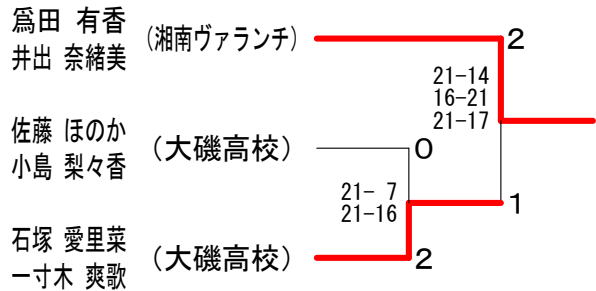 爲田 有香
井出 奈緒美
(湘南ヴァランチ)
2
21-14
16-21
21-17
佐藤 ほのか
小島 梨々香
(大磯高校)
0
21- 7
21-16
1
石塚 愛里菜
一寸木 爽歌
(大磯高校)
2